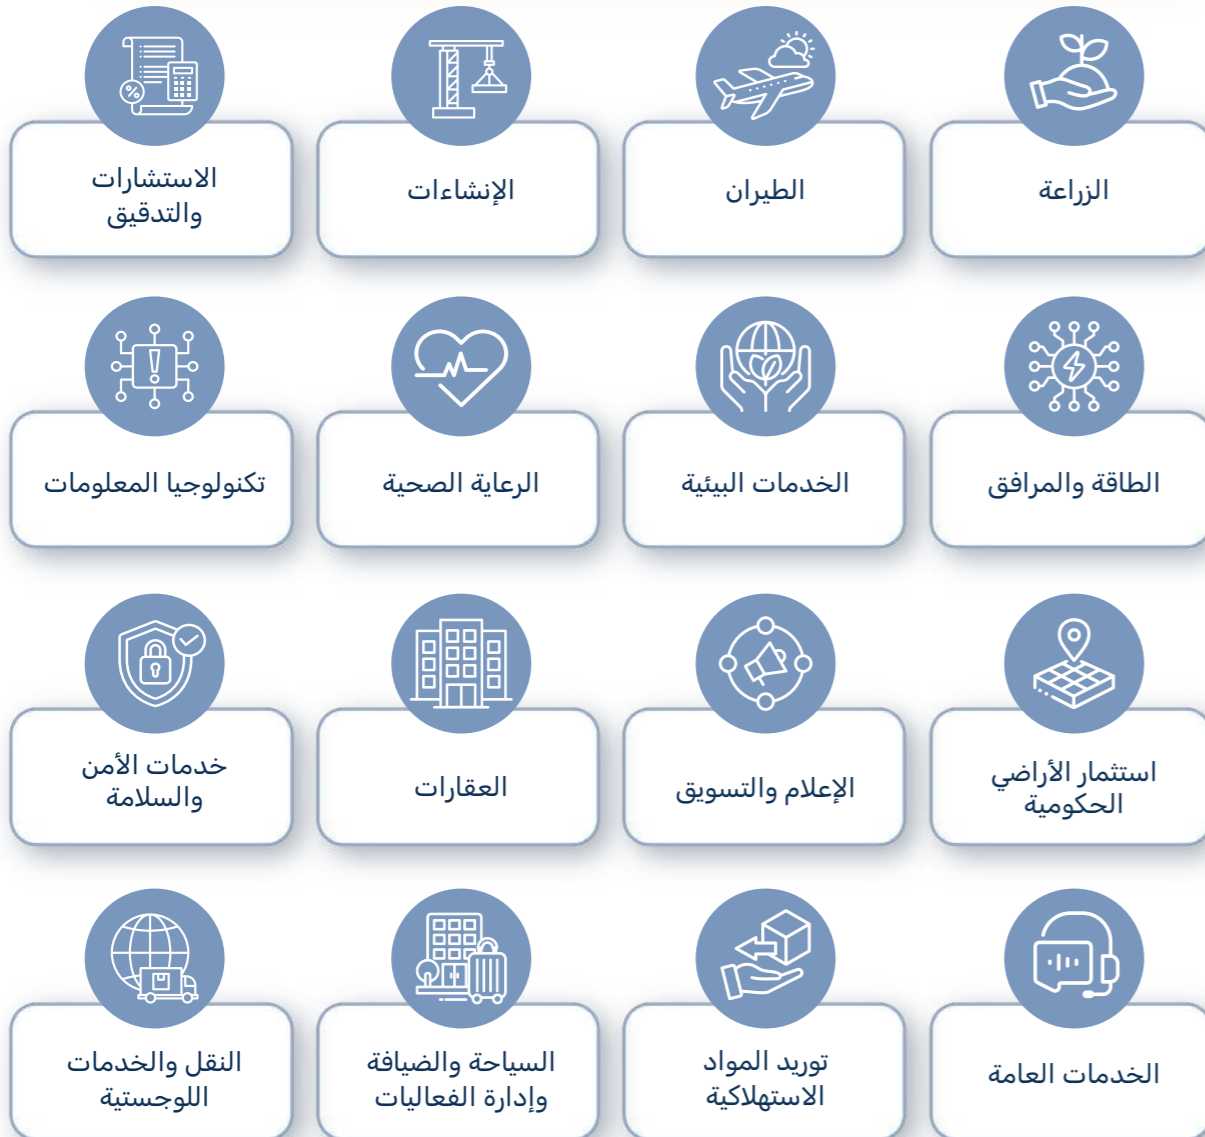 الزراعة
الطيران
الإنشاءات
الاستشارات
والتدقيق
الطاقة والمرافق
الخدمات البيئية
الرعاية الصحية
تكنولوجيا المعلومات
استثمار الأراضي
الحكومية
الإعلام والتسويق
العقارات
خدمات الأمن
والسلامة
الخدمات العامة
توريد المواد
الاستهلاكية
السياحة والضيافة
وإدارة الفعاليات
النقل والخدمات
اللوجستية